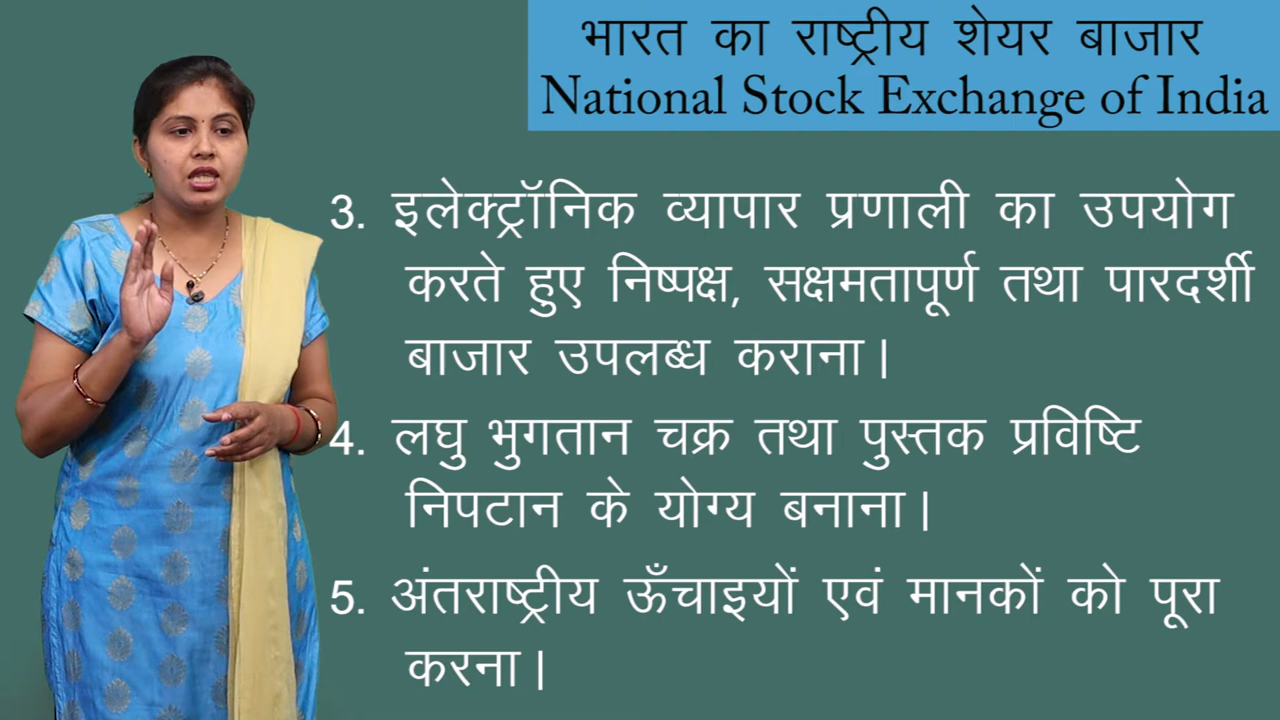 भारत का राष्ट्रीय शेयर बाजार
National Stock Exchange of India
3. इलेक्ट्रॉनिक व्यापार प्रणाली का उपयोग
करते हुए निष्पक्ष, सक्षमतापूर्ण तथा पारदर्शी
बाजार उपलब्ध कराना।
4. लघु भुगतान चक्र तथा पुस्तक प्रविष्टि
निपटान के योग्य बनाना।
5. अंतराष्ट्रीय ऊँचाइयों एवं मानकों को पूरा
करना।